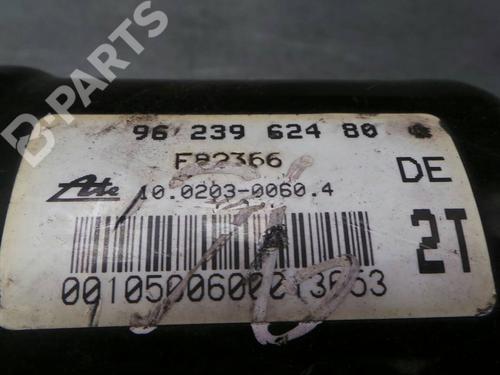 B-PARTS
96 239 624 80
F82366
DE
Ate
10.0203-0060.4
2T